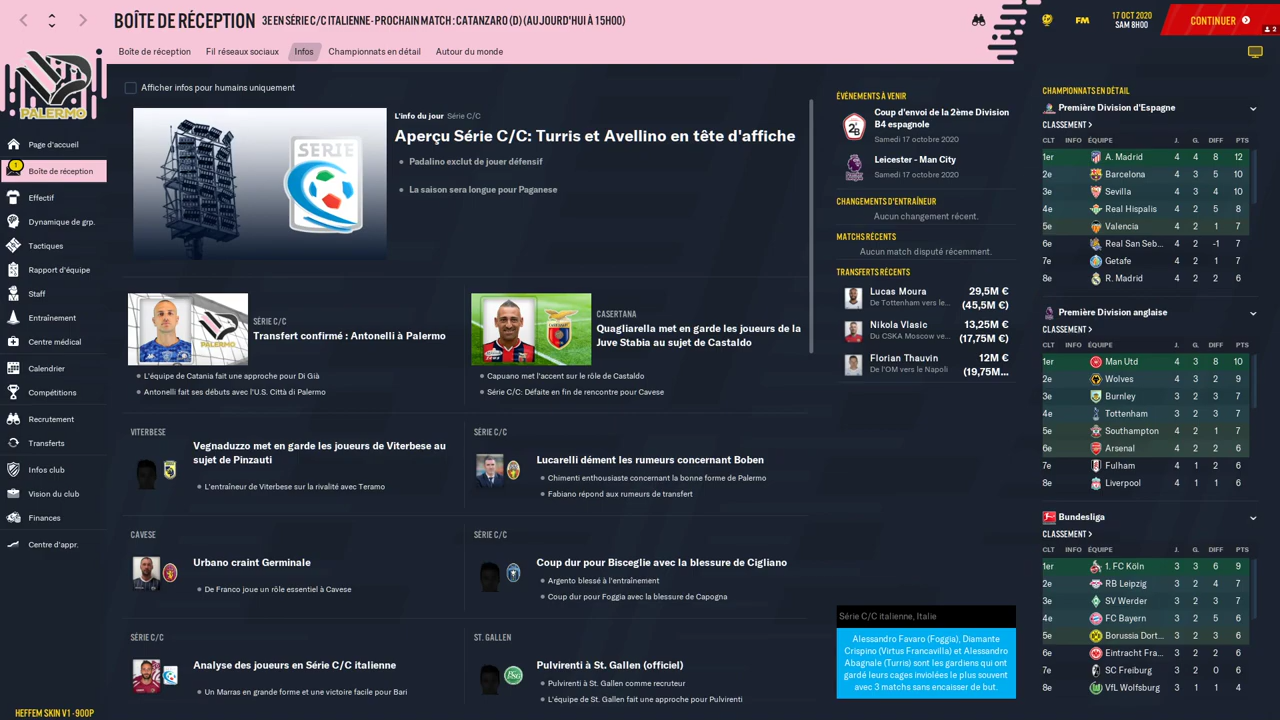 BOÎTE DE RÉCEPTION
3E EN SÉRIE C/C ITALIENNE - PROCHAIN MATCH : CATANZARO (D) (AUJOURD'HUI À 15H00)
FM
17 OCT 2020
SAM 8H00
CONTINUER
2
Boîte de réception
Fil réseaux sociaux
Infos
Championnats en détail
Autour du monde
PALERMO
Page d'accueil
1
Boîte de réception
Effectif
Dynamique de grp.
Tactiques
Rapport d'équipe
Staff
Entraînement
Centre médical
Calendrier
Compétitions
Recrutement
Transferts
Infos club
Vision du club
Finances
Centre d'appr.
HEFFEM SKIN V1 - 900P
Afficher infos pour humains uniquement
SERIE
L'info du jour Série C/C
Aperçu Série C/C: Turris et Avellino en tête d'affiche
Padalino exclut de jouer défensif
La saison sera longue pour Paganese
PALERMO
SÉRIE C/C
Transfert confirmé : Antonelli à Palermo
L'équipe de Catania fait une approche pour Di Già
Antonelli fait ses débuts avec l'U.S. Città di Palermo
CASERTANA
Quagliarella met en garde les joueurs de la
Juve Stabia au sujet de Castaldo
Capuano met l'accent sur le rôle de Castaldo
Série C/C: Défaite en fin de rencontre pour Cavese
VITERBESE
Vegnaduzzo met en garde les joueurs de Viterbese au
sujet de Pinzauti
L'entraîneur de Viterbese sur la rivalité avec Teramo
SÉRIE C/C
Lucarelli dément les rumeurs concernant Boben
Chimenti enthousiaste concernant la bonne forme de Palermo
Fabiano répond aux rumeurs de transfert
CAVESE
Urbano craint Germinale
De Franco joue un rôle essentiel à Cavese
SÉRIE C/C
Coup dur pour Bisceglie avec la blessure de Cigliano
Argento blessé à l'entraînement
Coup dur pour Foggia avec la blessure de Capogna
SÉRIE C/C
Analyse des joueurs en Série C/C italienne
Un Marras en grande forme et une victoire facile pour Bari
ST. GALLEN
Pulvirenti à St. Gallen (officiel)
Pulvirenti à St. Gallen comme recruteur
L'équipe de St. Gallen fait une approche pour Pulvirenti
ÉVÉNEMENTS À VENIR
Coup d'envoi de la 2ème Division
B4 espagnole
Samedi 17 octobre 2020
Leicester - Man City
Samedi 17 octobre 2020
CHANGEMENTS D'ENTRAÎNEUR
Aucun changement récent.
MATCHS RÉCENTS
Aucun match disputé récemment.
TRANSFERTS RÉCENTS
Lucas Moura 29,5M €
De Tottenham vers le... (45,5M €)
Nikola Vlasic 13,25M €
Du CSKA Moscow ve... (17,75M €)
Florian Thauvin 12M €
De l'OM vers le Napoli (19,75M...
Série C/C italienne, Italie
Alessandro Favaro (Foggia), Diamante
Crispino (Virtus Francavilla) et Alessandro
Abagnale (Turris) sont les gardiens qui ont
gardé leurs cages inviolées le plus souvent
avec 3 matchs sans encaisser de but.
CHAMPIONNATS EN DÉTAIL
Première Division d'Espagne
CLASSEMENT
CLT INFO ÉQUIPE J. G. DIFF PTS
1er A. Madrid 4 4 8 12
2e Barcelona 4 3 5 10
3e Sevilla 4 3 4 10
4e Real Hispalis 4 2 5 8
5e Valencia 4 2 1 7
6e Real San Seb... 4 2 -1 7
7e Getafe 4 2 1 7
8e R. Madrid 4 2 2 6
Première Division anglaise
CLASSEMENT
CLT INFO ÉQUIPE J. G. DIFF PTS
1er Man Utd 4 3 8 10
2e Wolves 4 3 2 9
3e Burnley 3 2 3 7
4e Tottenham 3 2 3 7
5e Southampton 4 2 1 7
6e Arsenal 4 2 1 6
7e Fulham 4 1 2 6
8e Liverpool 4 1 1 6
Bundesliga
CLASSEMENT
CLT INFO ÉQUIPE J. G. DIFF PTS
1er 1. FC Köln 3 3 6 9
2e RB Leipzig 3 2 4 7
3e SV Werder 3 2 3 7
4e FC Bayern 3 2 5 6
5e Borussia Dort... 3 2 3 6
6e Eintracht Fra... 3 2 2 6
7e SC Freiburg 3 2 0 6
8e VfL Wolfsburg 3 1 1 4